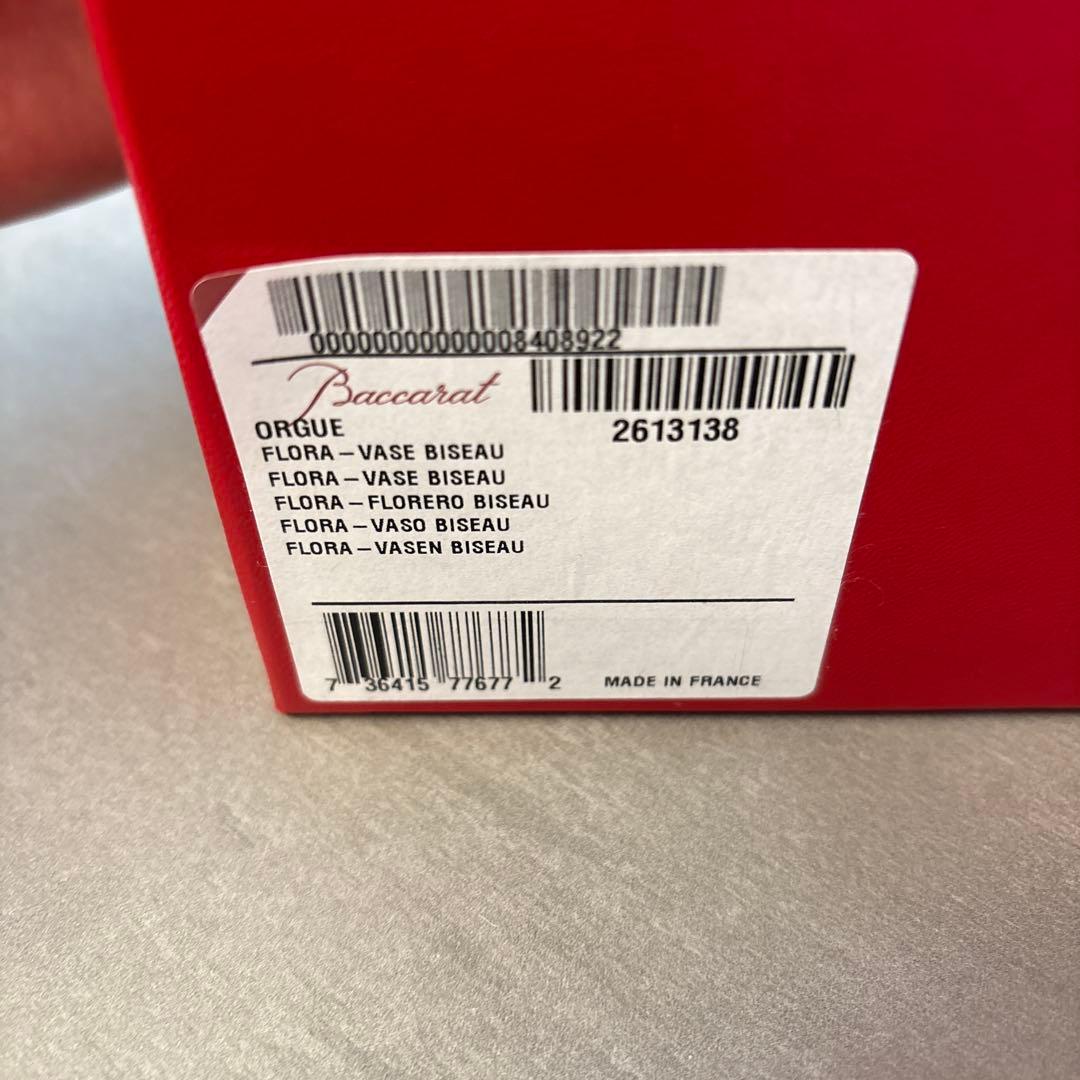 00000000000008408922
Baccarat
ORGUE
2613138
FLORA-VASE BISEAU
FLORA-VASE BISEAU
FLORA-FLORERO BISEAU
FLORA-VASO BISEAU
FLORA-VASEN BISEAU
7 36415 77677 2
MADE IN FRANCE